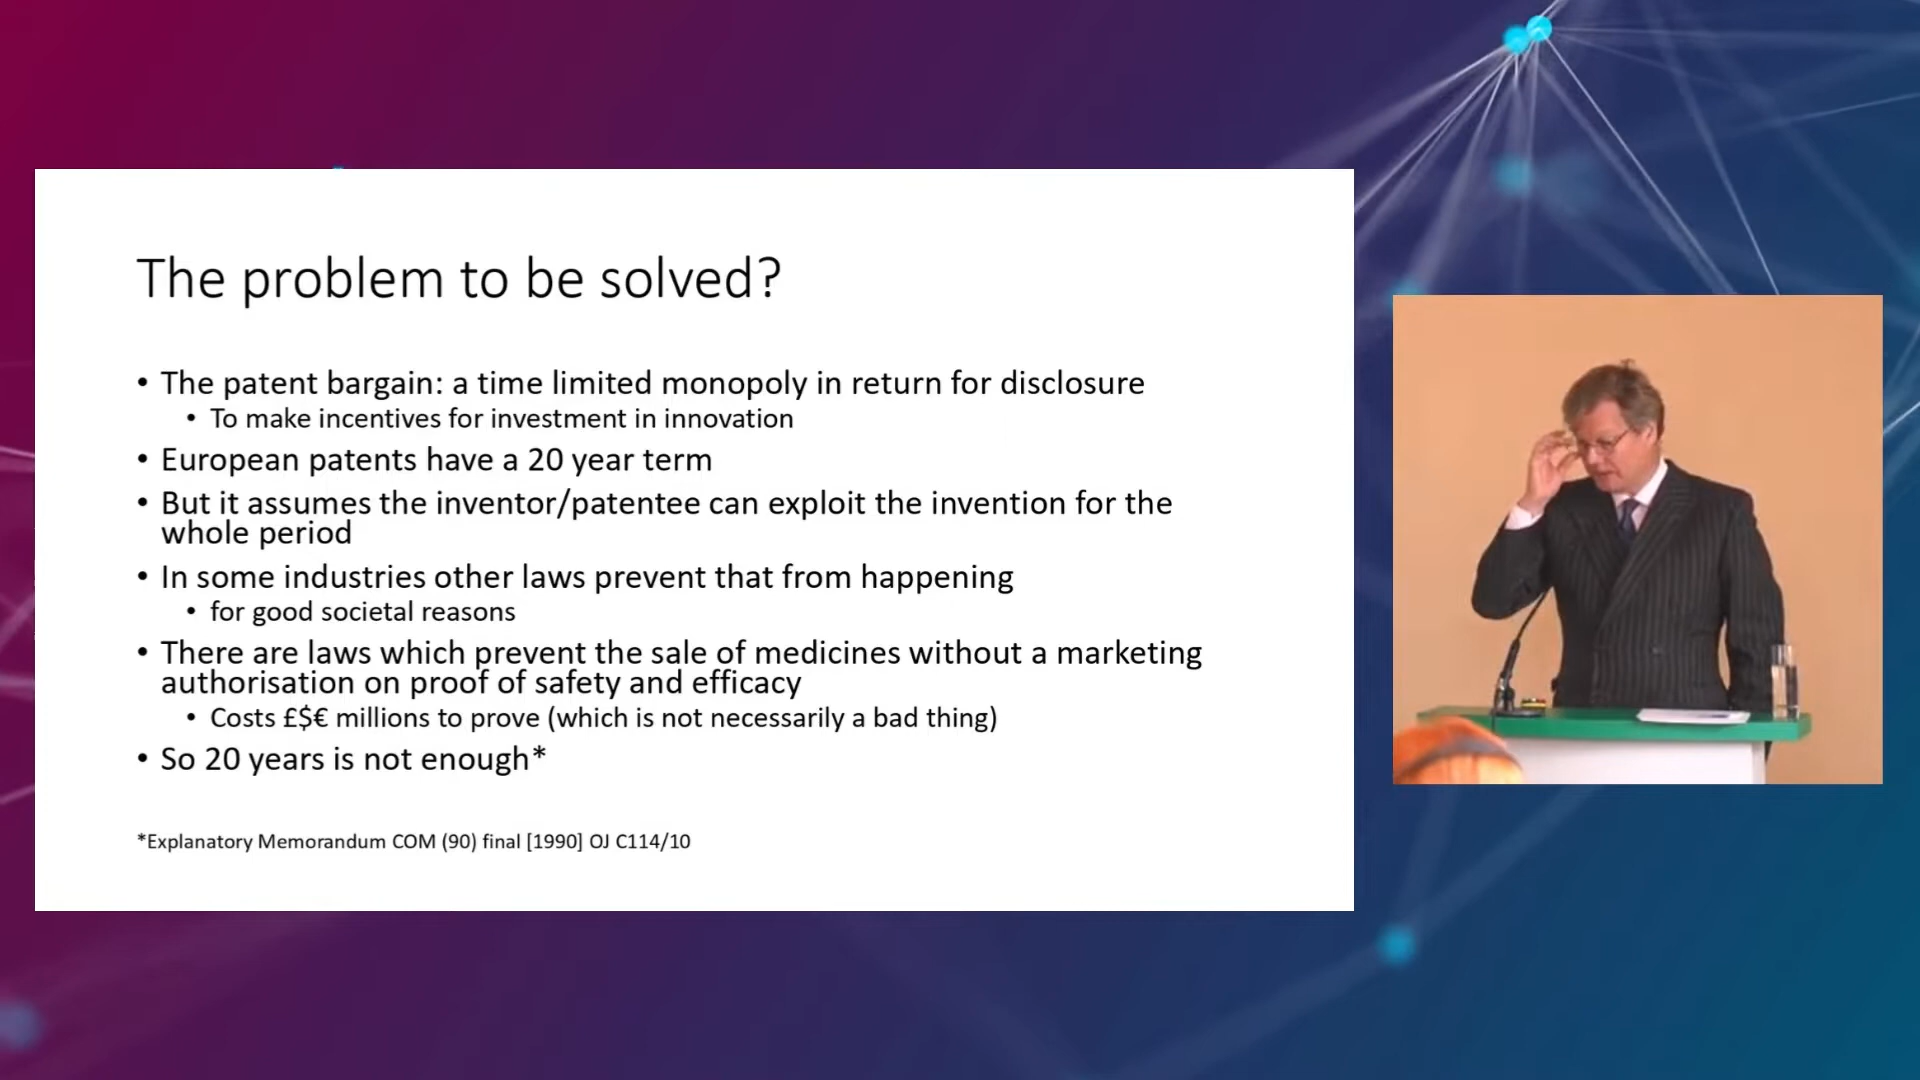 The problem to be solved?
• The patent bargain: a time limited monopoly in return for disclosure
• To make incentives for investment in innovation
• European patents have a 20 year term
• But it assumes the inventor/patentee can exploit the invention for the
whole period
• In some industries other laws prevent that from happening
• for good societal reasons
• There are laws which prevent the sale of medicines without a marketing
authorisation on proof of safety and efficacy
• Costs £$€ millions to prove (which is not necessarily a bad thing)
• So 20 years is not enough*
*Explanatory Memorandum COM (90) final [1990] OJ C114/10